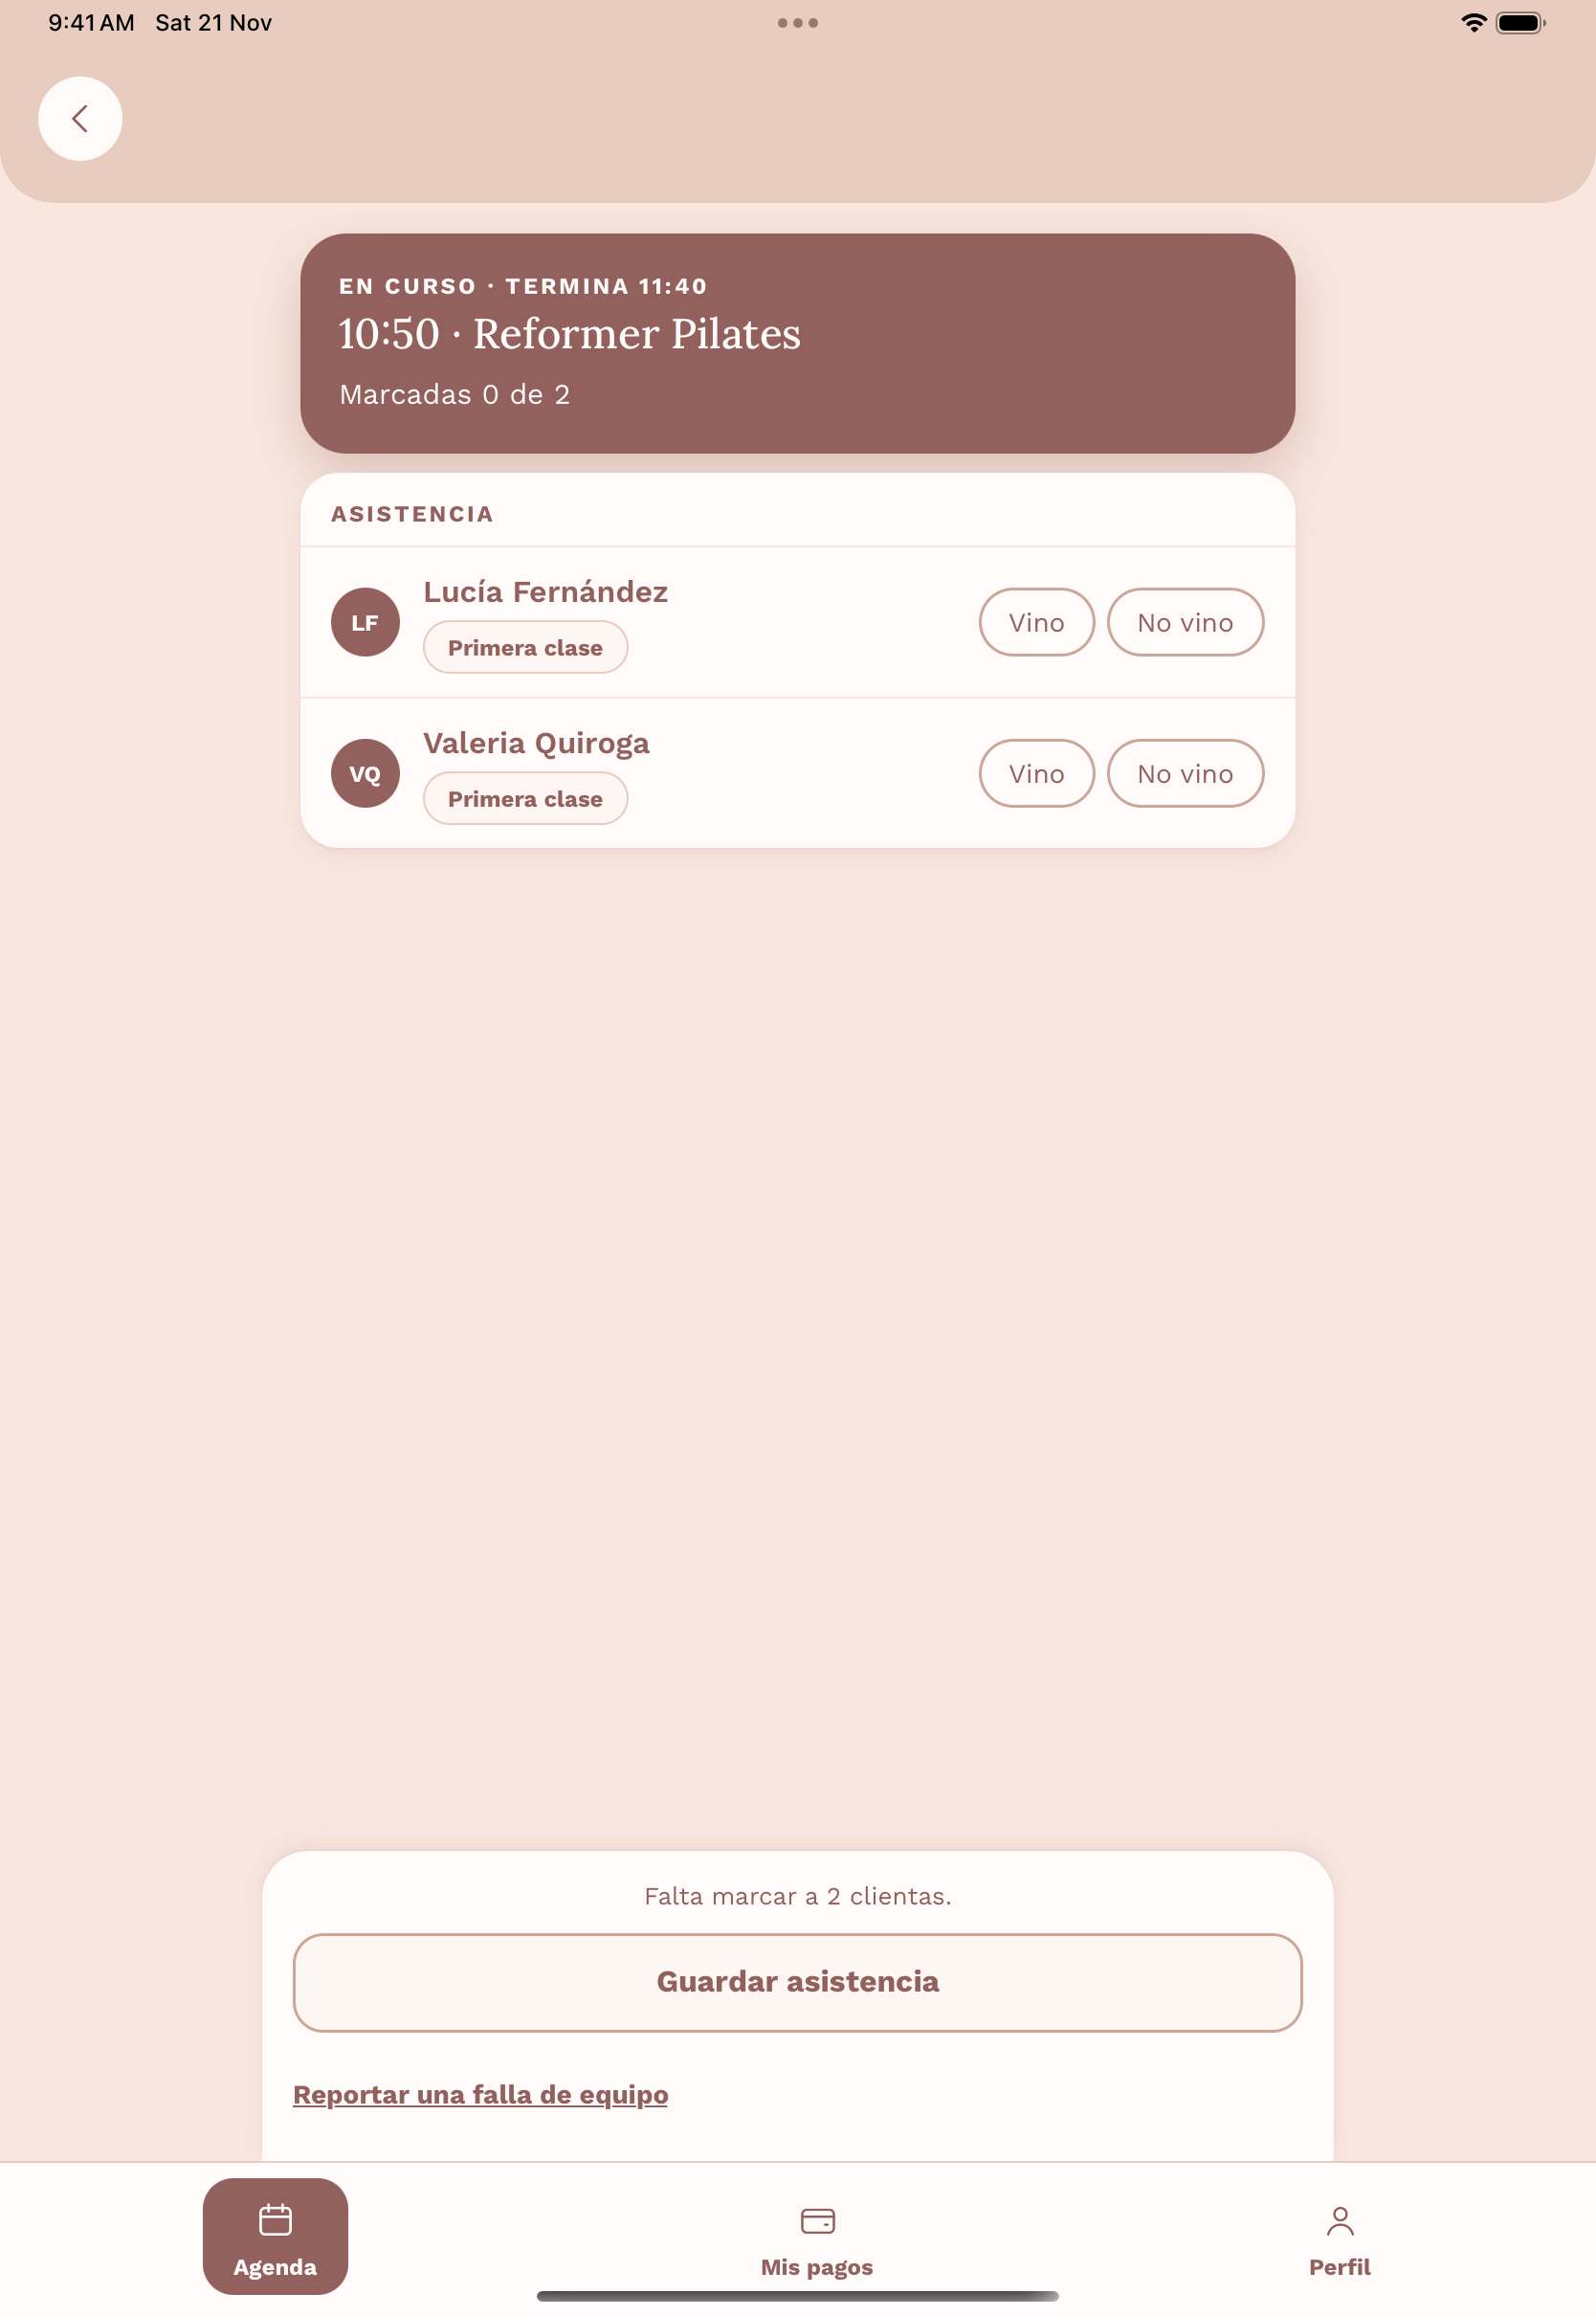 9:41 AM Sat 21 Nov
EN CURSO · TERMINA 11:40
10:50 · Reformer Pilates
Marcadas 0 de 2
ASISTENCIA
LF
Lucía Fernández
Primera clase
Vino
No vino
VQ
Valeria Quiroga
Primera clase
Vino
No vino
Falta marcar a 2 clientas.
Guardar asistencia
Reportar una falla de equipo
Agenda
Mis pagos
Perfil